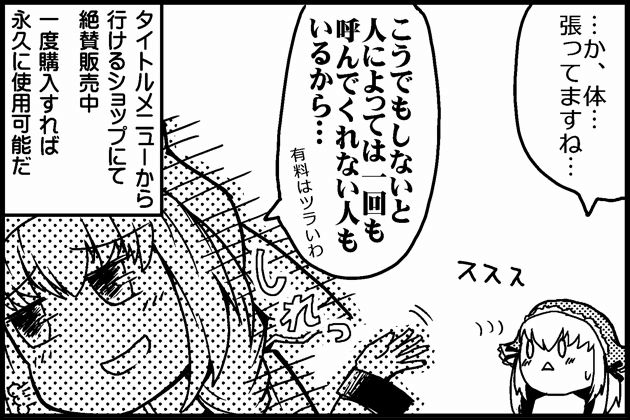 …か、体…
張ってますね…
こうでもしないと
人によっては一回も
呼んでくれない人も
いるから…
有料はツラいわ
タイトルメニューから
行けるショップにて
絶賛販売中
一度購入すれば
永久に使用可能だ
しれっ
ススス